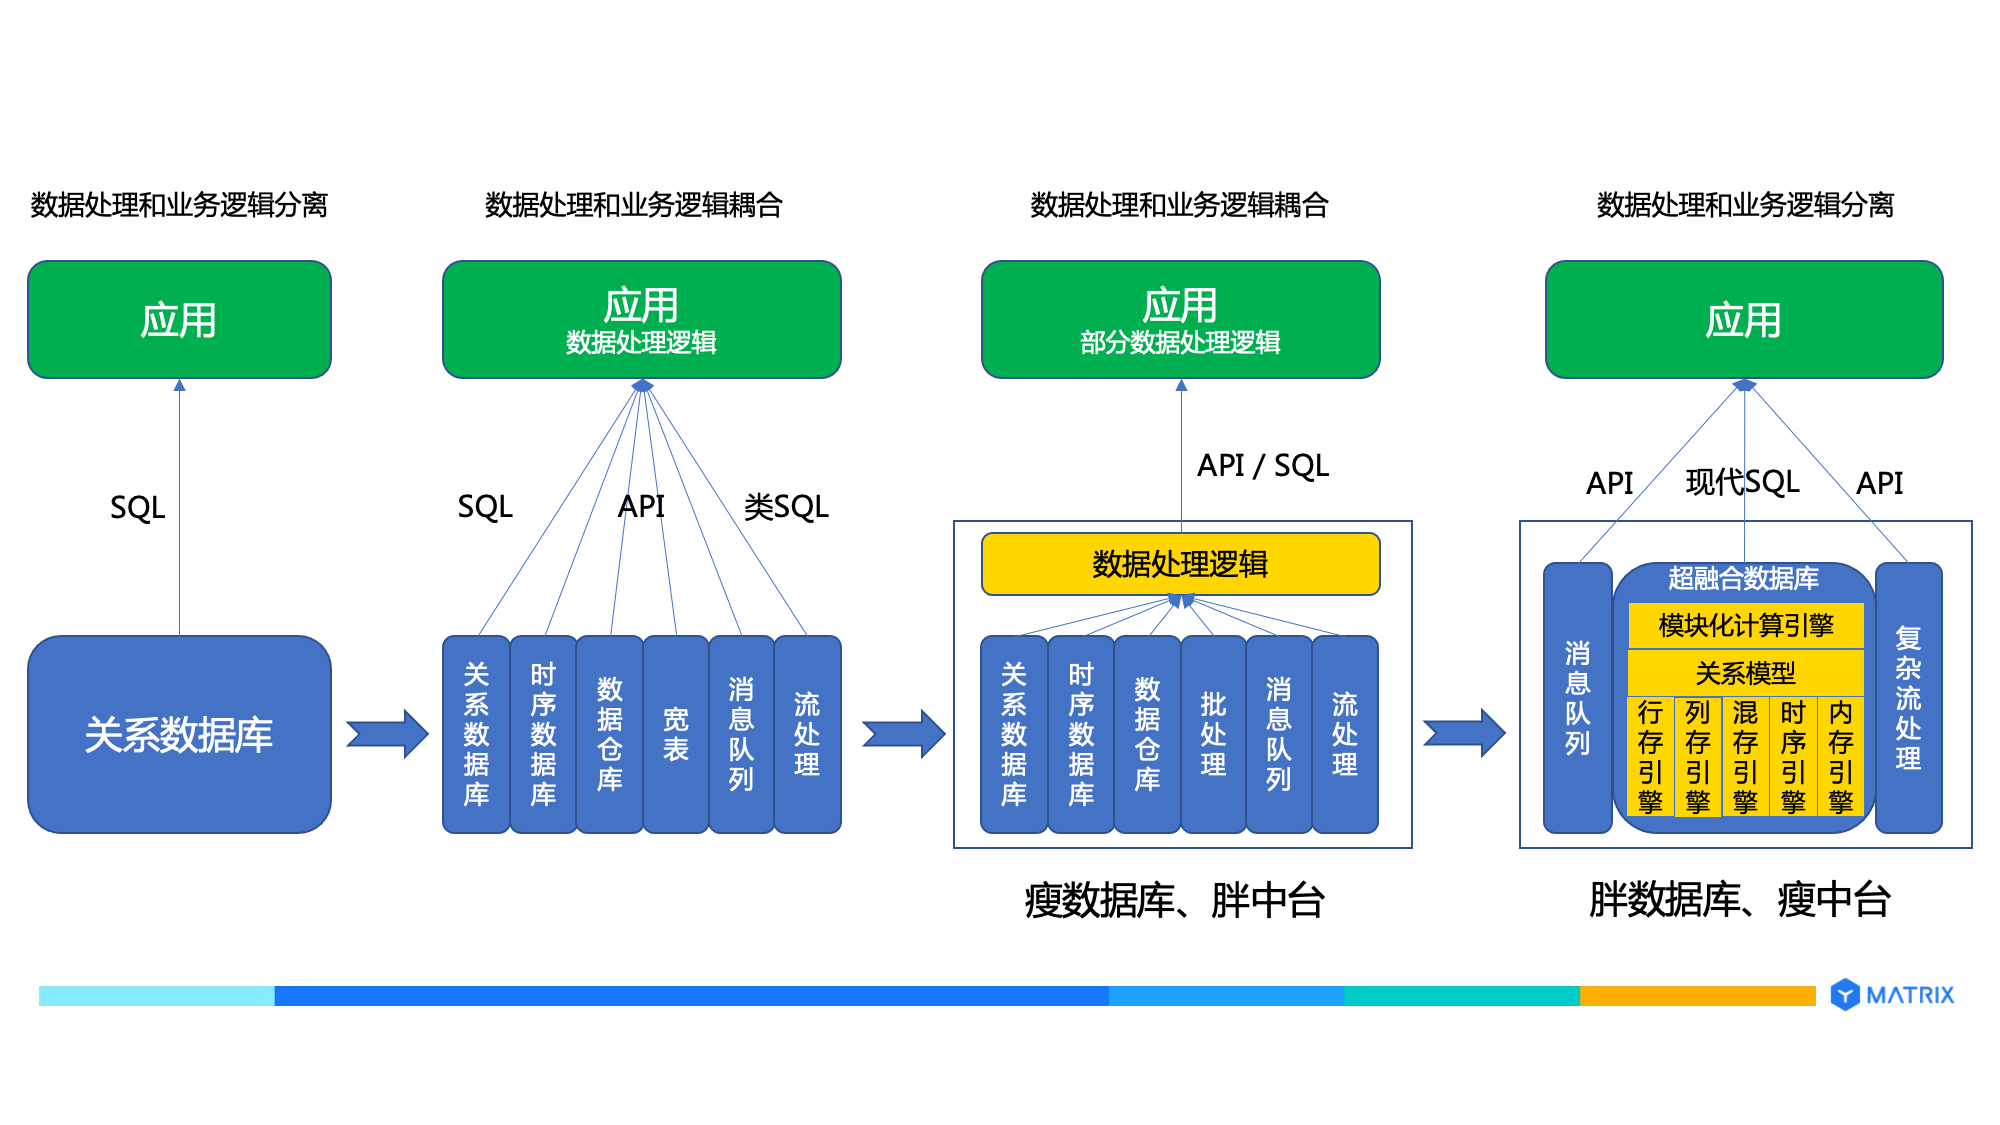 数据处理和业务逻辑分离
应用
SQL
关系数据库
数据处理和业务逻辑耦合
应用
数据处理逻辑
SQL
API
类SQL
关系数据库
时序数据库
数据仓库
宽表
消息队列
流处理
数据处理和业务逻辑耦合
应用
部分数据处理逻辑
API / SQL
数据处理逻辑
关系数据库
时序数据库
数据仓库
批处理
消息队列
流处理
瘦数据库、胖中台
数据处理和业务逻辑分离
应用
API
现代SQL
API
消息队列
超融合数据库
模块化计算引擎
关系模型
行存引擎
列存引擎
混存引擎
时序引擎
内存引擎
复杂流处理
胖数据库、瘦中台
MATRIX